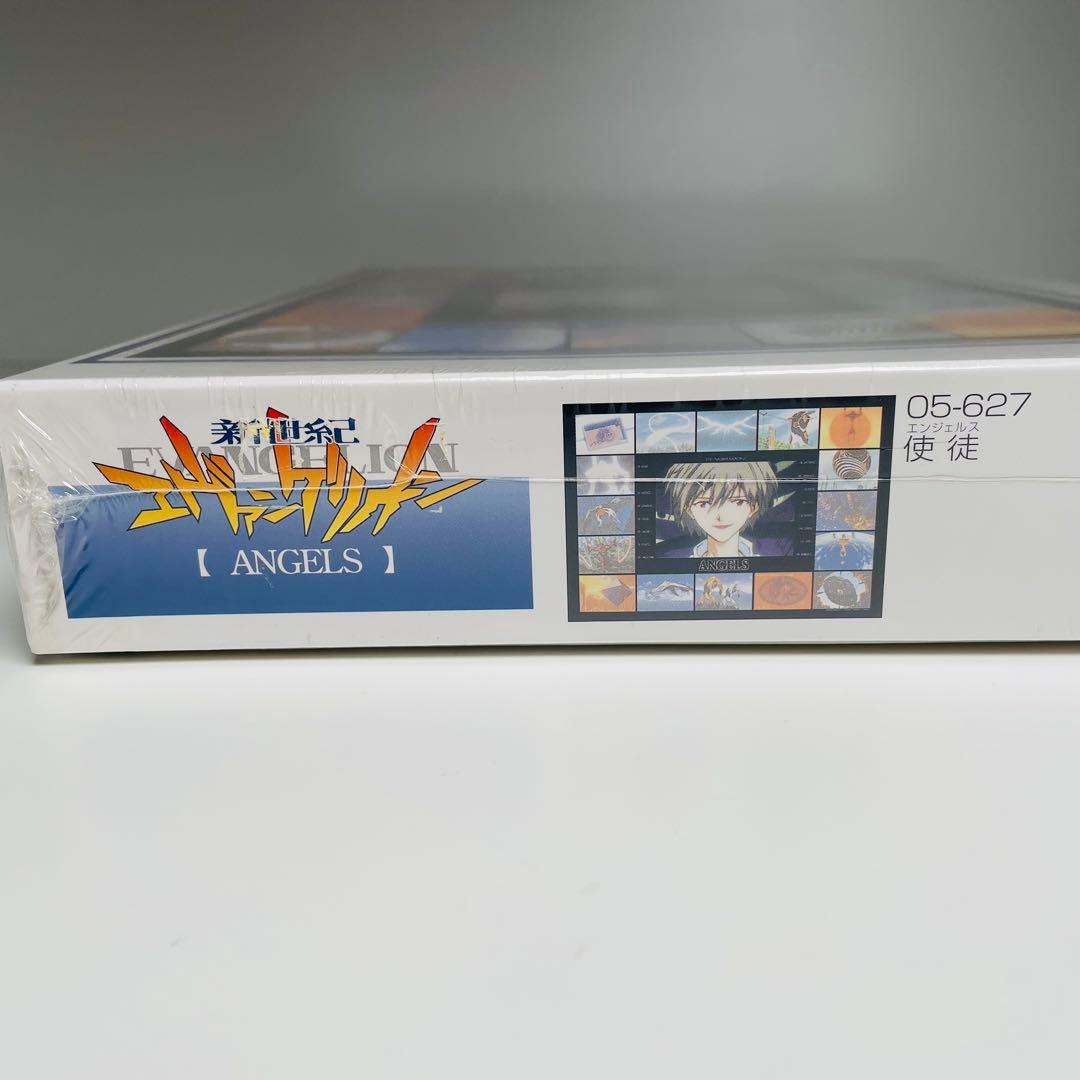 新世紀
EVANGELION
エヴァンゲリオン
【 ANGELS 】
ANGELS
05-627
エンジェルス
使徒